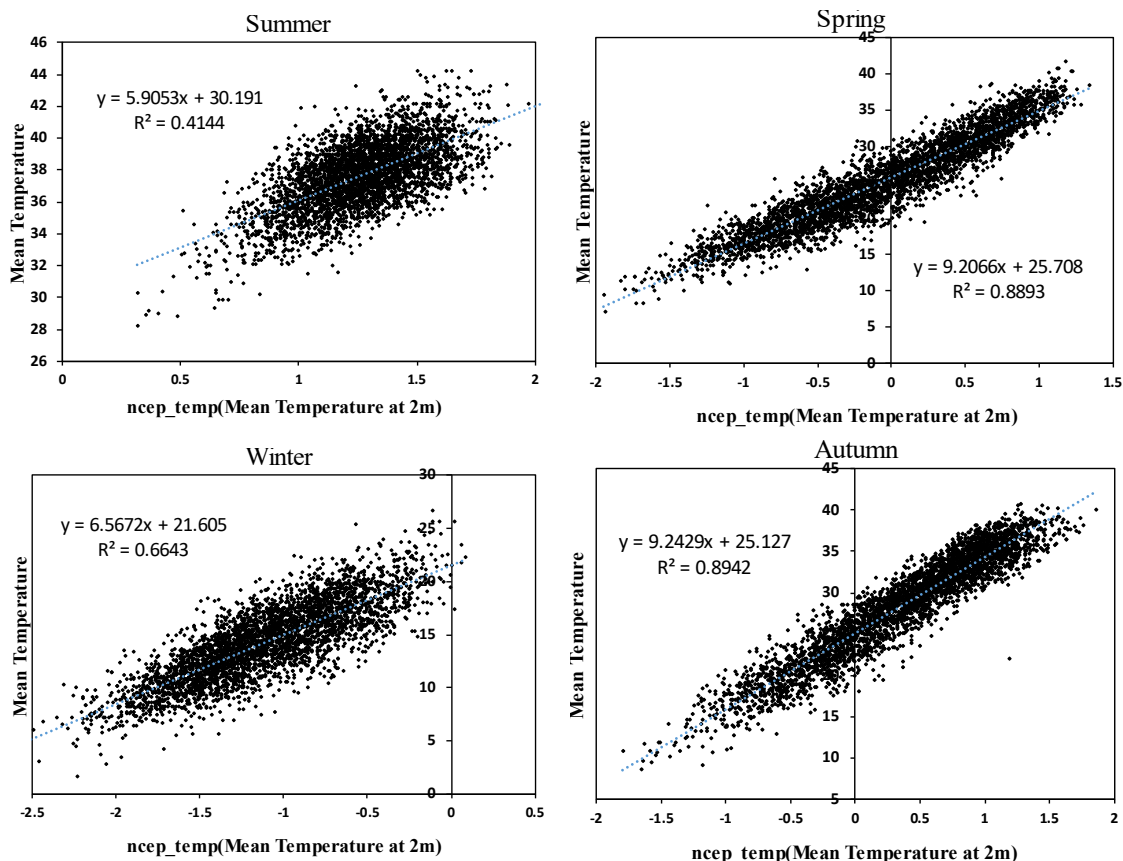 Summer
46
44
42
40
38
36
34
32
30
28
26
y = 5.9053x + 30.191
R² = 0.4144
Mean Temperature
0 0.5 1 1.5 2
ncep_temp(Mean Temperature at 2m)
Spring
45
40
35
30
15
10
5
0
y = 9.2066x + 25.708
R² = 0.8893
Mean Temperature
-2 -1.5 -1 -0.5 0 0.5 1 1.5
ncep_temp(Mean Temperature at 2m)
Winter
30
25
20
15
10
5
0
y = 6.5672x + 21.605
R² = 0.6643
Mean Temperature
-2.5 -2 -1.5 -1 -0.5 0 0.5
ncep_temp(Mean Temperature at 2m)
Autumn
45
40
35
30
15
10
5
y = 9.2429x + 25.127
R² = 0.8942
Mean Temperature
-2 -1.5 -1 -0.5 0 0.5 1 1.5 2
ncep_temp(Mean Temperature at 2m)